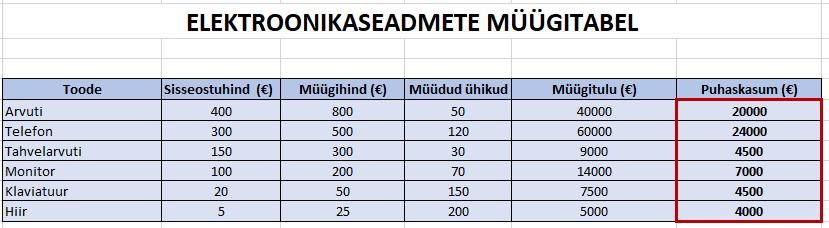 ELEKTROONIKASEADMETE MÜÜGITABEL
Toode Sisseostuhind (€) Müügihind (€) Müüdud ühikud Müügitulu (€) Puhaskasum (€)
Arvuti 400 800 50 40000 20000
Telefon 300 500 120 60000 24000
Tahvelarvuti 150 300 30 9000 4500
Monitor 100 200 70 14000 7000
Klaviatuur 20 50 150 7500 4500
Hiir 5 25 200 5000 4000